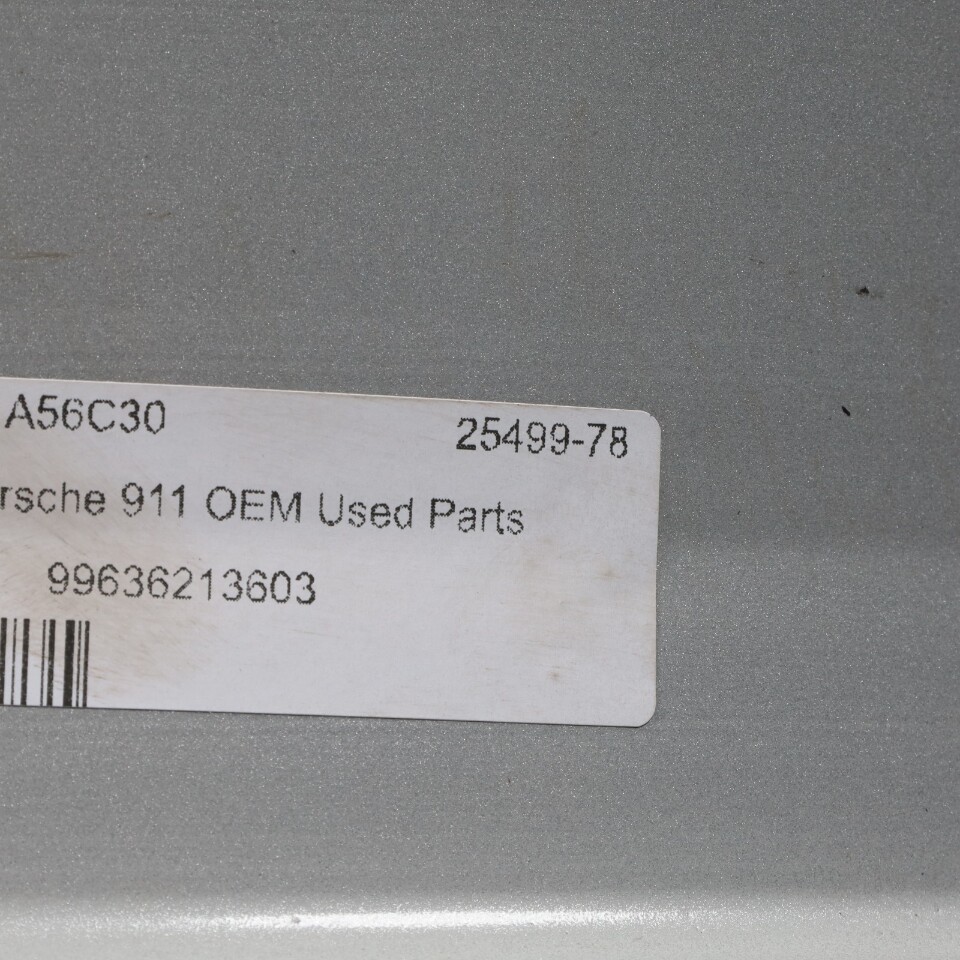 A56C30 25499-78
rsche 911 OEM Used Parts
99636213603